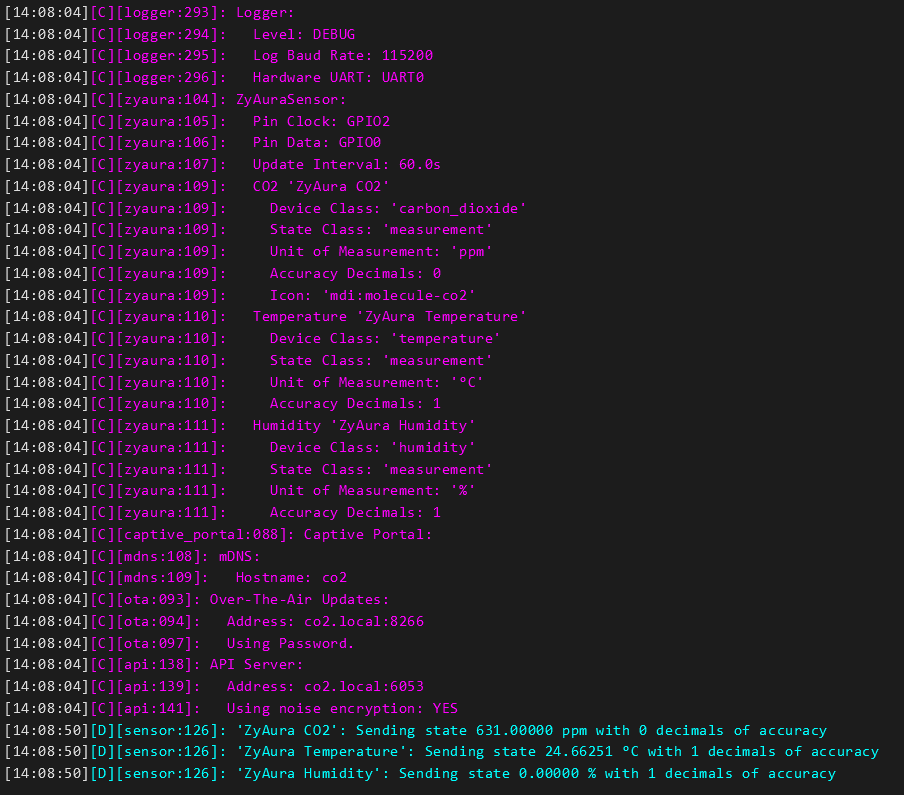 [14:08:04][C][logger:293]: Logger:
[14:08:04][C][logger:294]:   Level: DEBUG
[14:08:04][C][logger:295]:   Log Baud Rate: 115200
[14:08:04][C][logger:296]:   Hardware UART: UART0
[14:08:04][C][zyaura:104]: ZyAuraSensor:
[14:08:04][C][zyaura:105]:   Pin Clock: GPIO2
[14:08:04][C][zyaura:106]:   Pin Data: GPIO0
[14:08:04][C][zyaura:107]:   Update Interval: 60.0s
[14:08:04][C][zyaura:109]:   CO2 'ZyAura CO2'
[14:08:04][C][zyaura:109]:     Device Class: 'carbon_dioxide'
[14:08:04][C][zyaura:109]:     State Class: 'measurement'
[14:08:04][C][zyaura:109]:     Unit of Measurement: 'ppm'
[14:08:04][C][zyaura:109]:     Accuracy Decimals: 0
[14:08:04][C][zyaura:109]:     Icon: 'mdi:molecule-co2'
[14:08:04][C][zyaura:110]:   Temperature 'ZyAura Temperature'
[14:08:04][C][zyaura:110]:     Device Class: 'temperature'
[14:08:04][C][zyaura:110]:     State Class: 'measurement'
[14:08:04][C][zyaura:110]:     Unit of Measurement: '°C'
[14:08:04][C][zyaura:110]:     Accuracy Decimals: 1
[14:08:04][C][zyaura:111]:   Humidity 'ZyAura Humidity'
[14:08:04][C][zyaura:111]:     Device Class: 'humidity'
[14:08:04][C][zyaura:111]:     State Class: 'measurement'
[14:08:04][C][zyaura:111]:     Unit of Measurement: '%'
[14:08:04][C][zyaura:111]:     Accuracy Decimals: 1
[14:08:04][C][captive_portal:088]: Captive Portal:
[14:08:04][C][mdns:108]: mDNS:
[14:08:04][C][mdns:109]:   Hostname: co2
[14:08:04][C][ota:093]: Over-The-Air Updates:
[14:08:04][C][ota:094]:   Address: co2.local:8266
[14:08:04][C][ota:097]:   Using Password.
[14:08:04][C][api:138]: API Server:
[14:08:04][C][api:139]:   Address: co2.local:6053
[14:08:04][C][api:141]:   Using noise encryption: YES
[14:08:50][D][sensor:126]: 'ZyAura CO2': Sending state 631.00000 ppm with 0 decimals of accuracy
[14:08:50][D][sensor:126]: 'ZyAura Temperature': Sending state 24.66251 °C with 1 decimals of accuracy
[14:08:50][D][sensor:126]: 'ZyAura Humidity': Sending state 0.00000 % with 1 decimals of accuracy